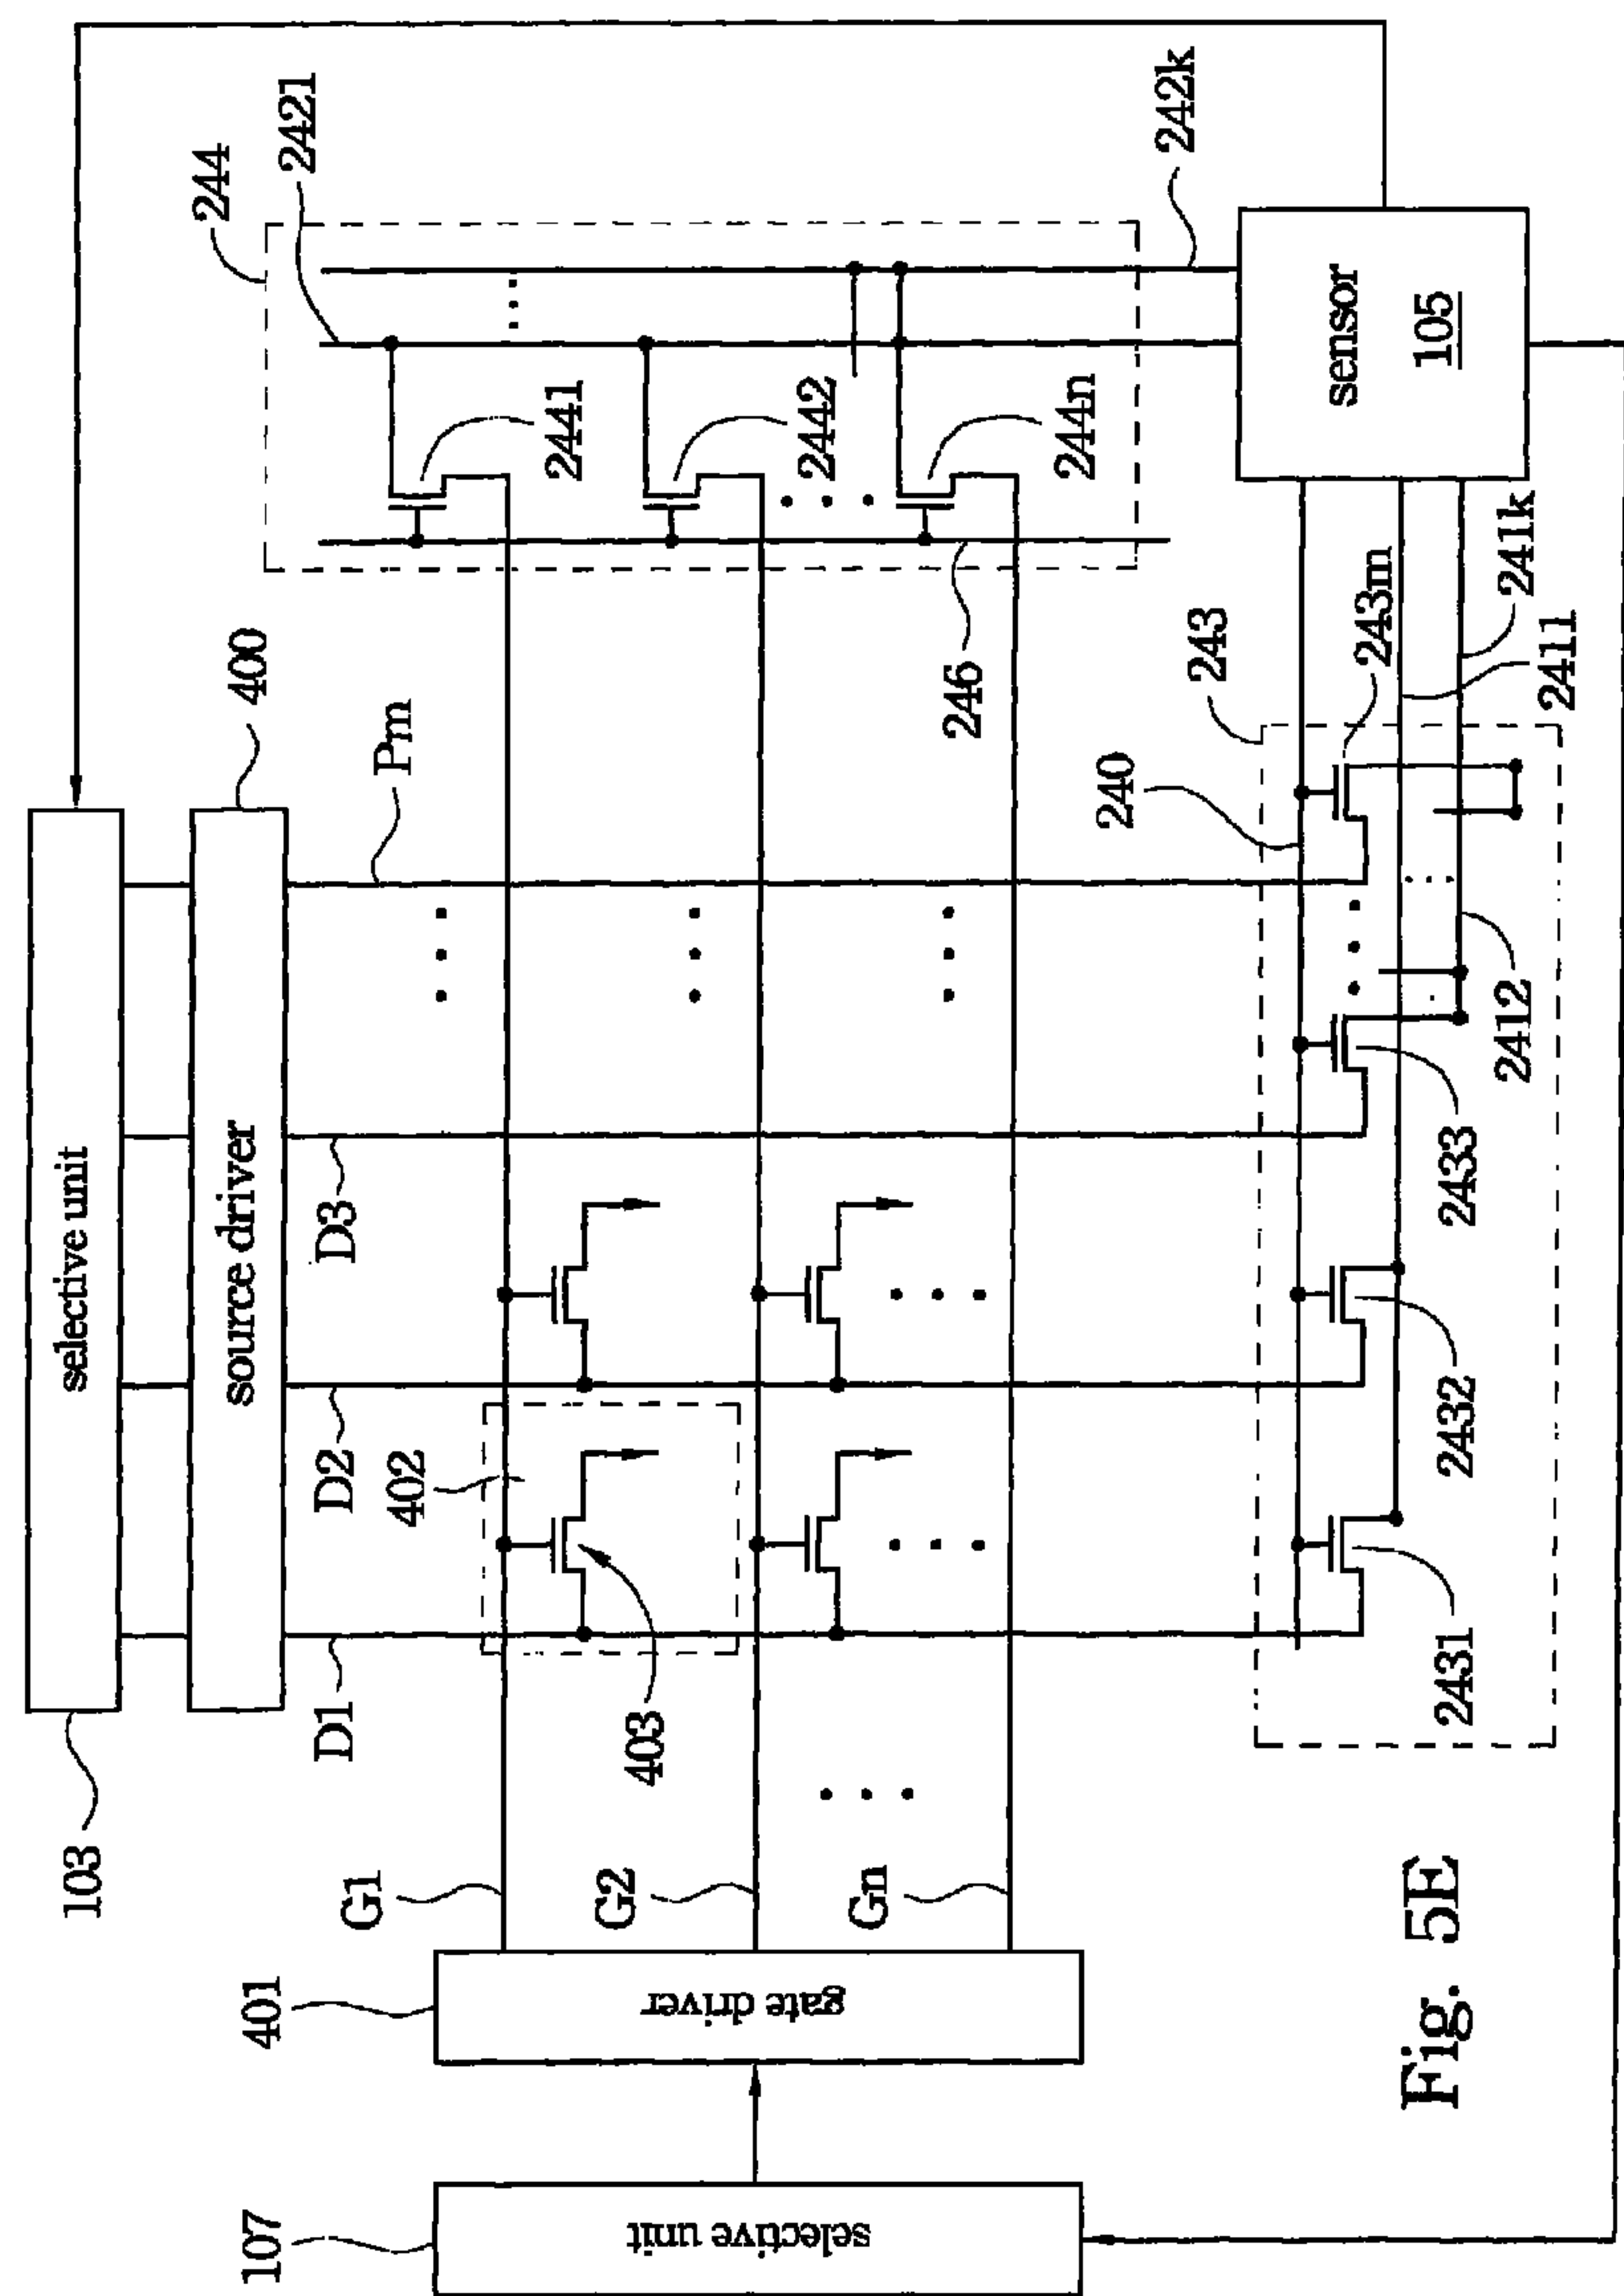 103
selective unit
400
source driver
244
2421
242k
D1
D2
D3
Pm
2441
2442
244n
402
403
G1
G2
Gn
401
gate driver
107
selective unit
246
sensor
105
240
243
243m
241k
2411
2412
2431
2432
2433
Fig. 5E